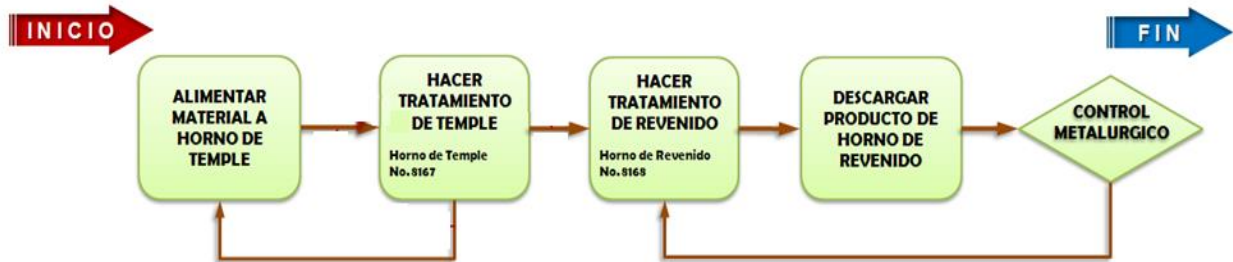 INICIO
FIN
ALIMENTAR
MATERIAL A
HORNO DE
TEMPLE
HACER
TRATAMIENTO
DE TEMPLE
Horno de Temple
No. 8167
HACER
TRATAMIENTO
DE REVENIDO
Horno de Revenido
No. 8168
DESCARGAR
PRODUCTO DE
HORNO DE
REVENIDO
CONTROL
METALURGICO